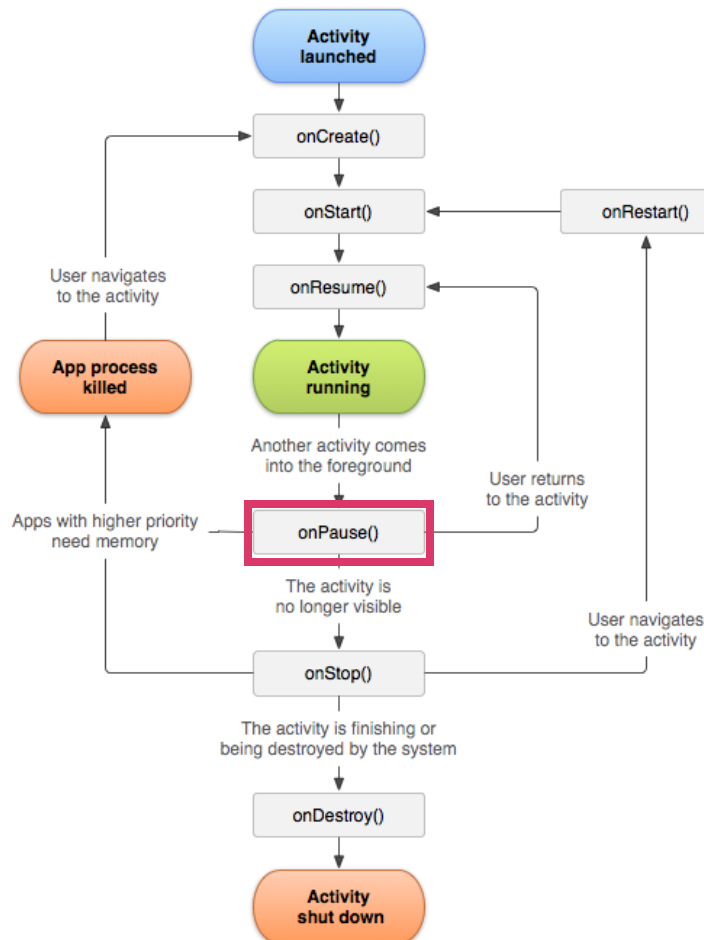 Activity
launched
onCreate()
onStart()
onRestart()
User navigates
to the activity
onResume()
App process
killed
Activity
running
Another activity comes
into the foreground
User returns
to the activity
Apps with higher priority
need memory
onPause()
The activity is
no longer visible
User navigates
to the activity
onStop()
The activity is finishing or
being destroyed by the system
onDestroy()
Activity
shut down